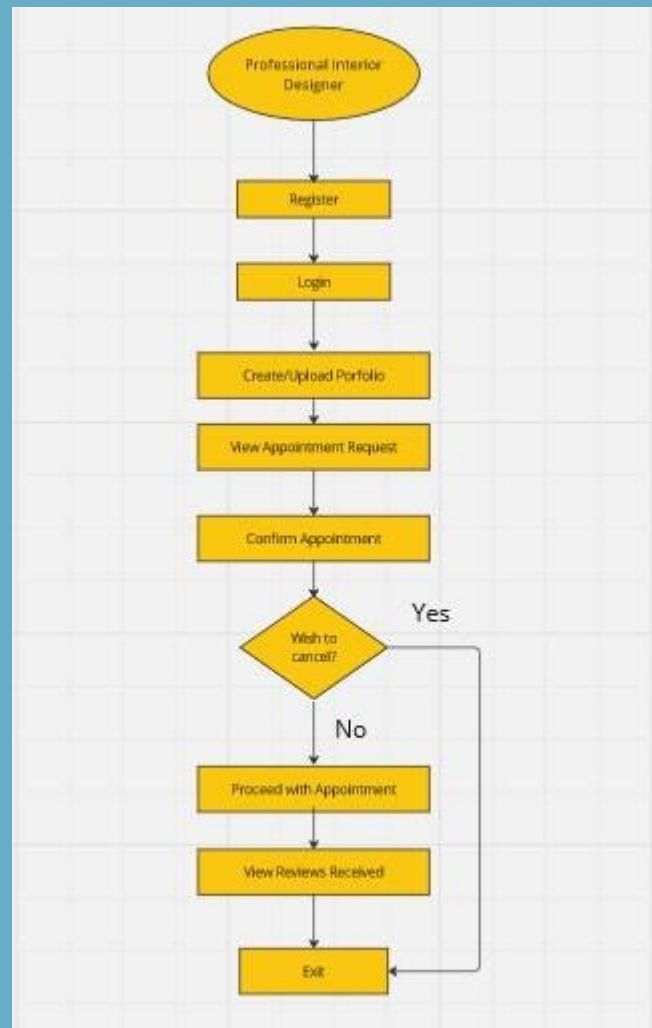 Professional Interior
Designer
Register
Login
Create/Upload Porfolio
View Appointment Request
Confirm Appointment
Yes
Wish to
cancel?
No
Proceed with Appointment
View Reviews Received
Exit